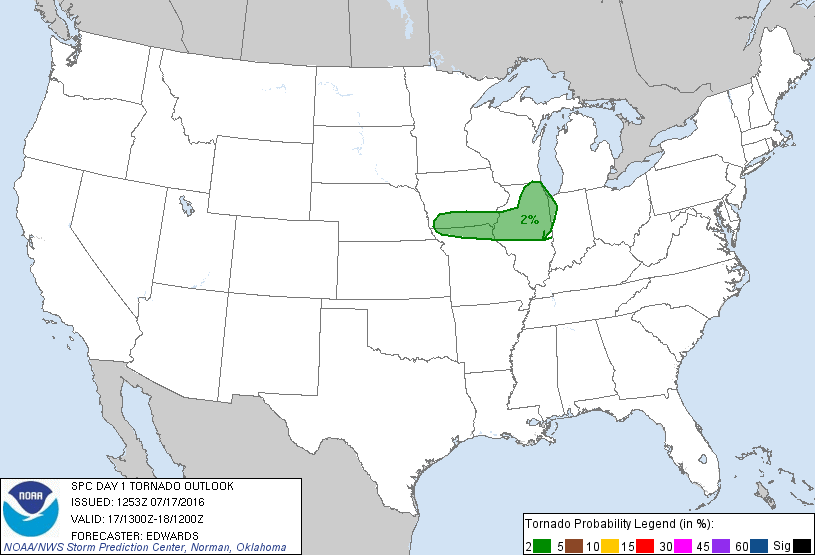 2%
NOAA
SPC DAY 1 TORNADO OUTLOOK
ISSUED: 1253Z 07/17/2016
VALID: 17/1300Z-18/1200Z
FORECASTER: EDWARDS
NOAA/NWS Storm Prediction Center, Norman, Oklahoma
Tornado Probability Legend (in %):
2 5 10 15 30 45 60 Sig